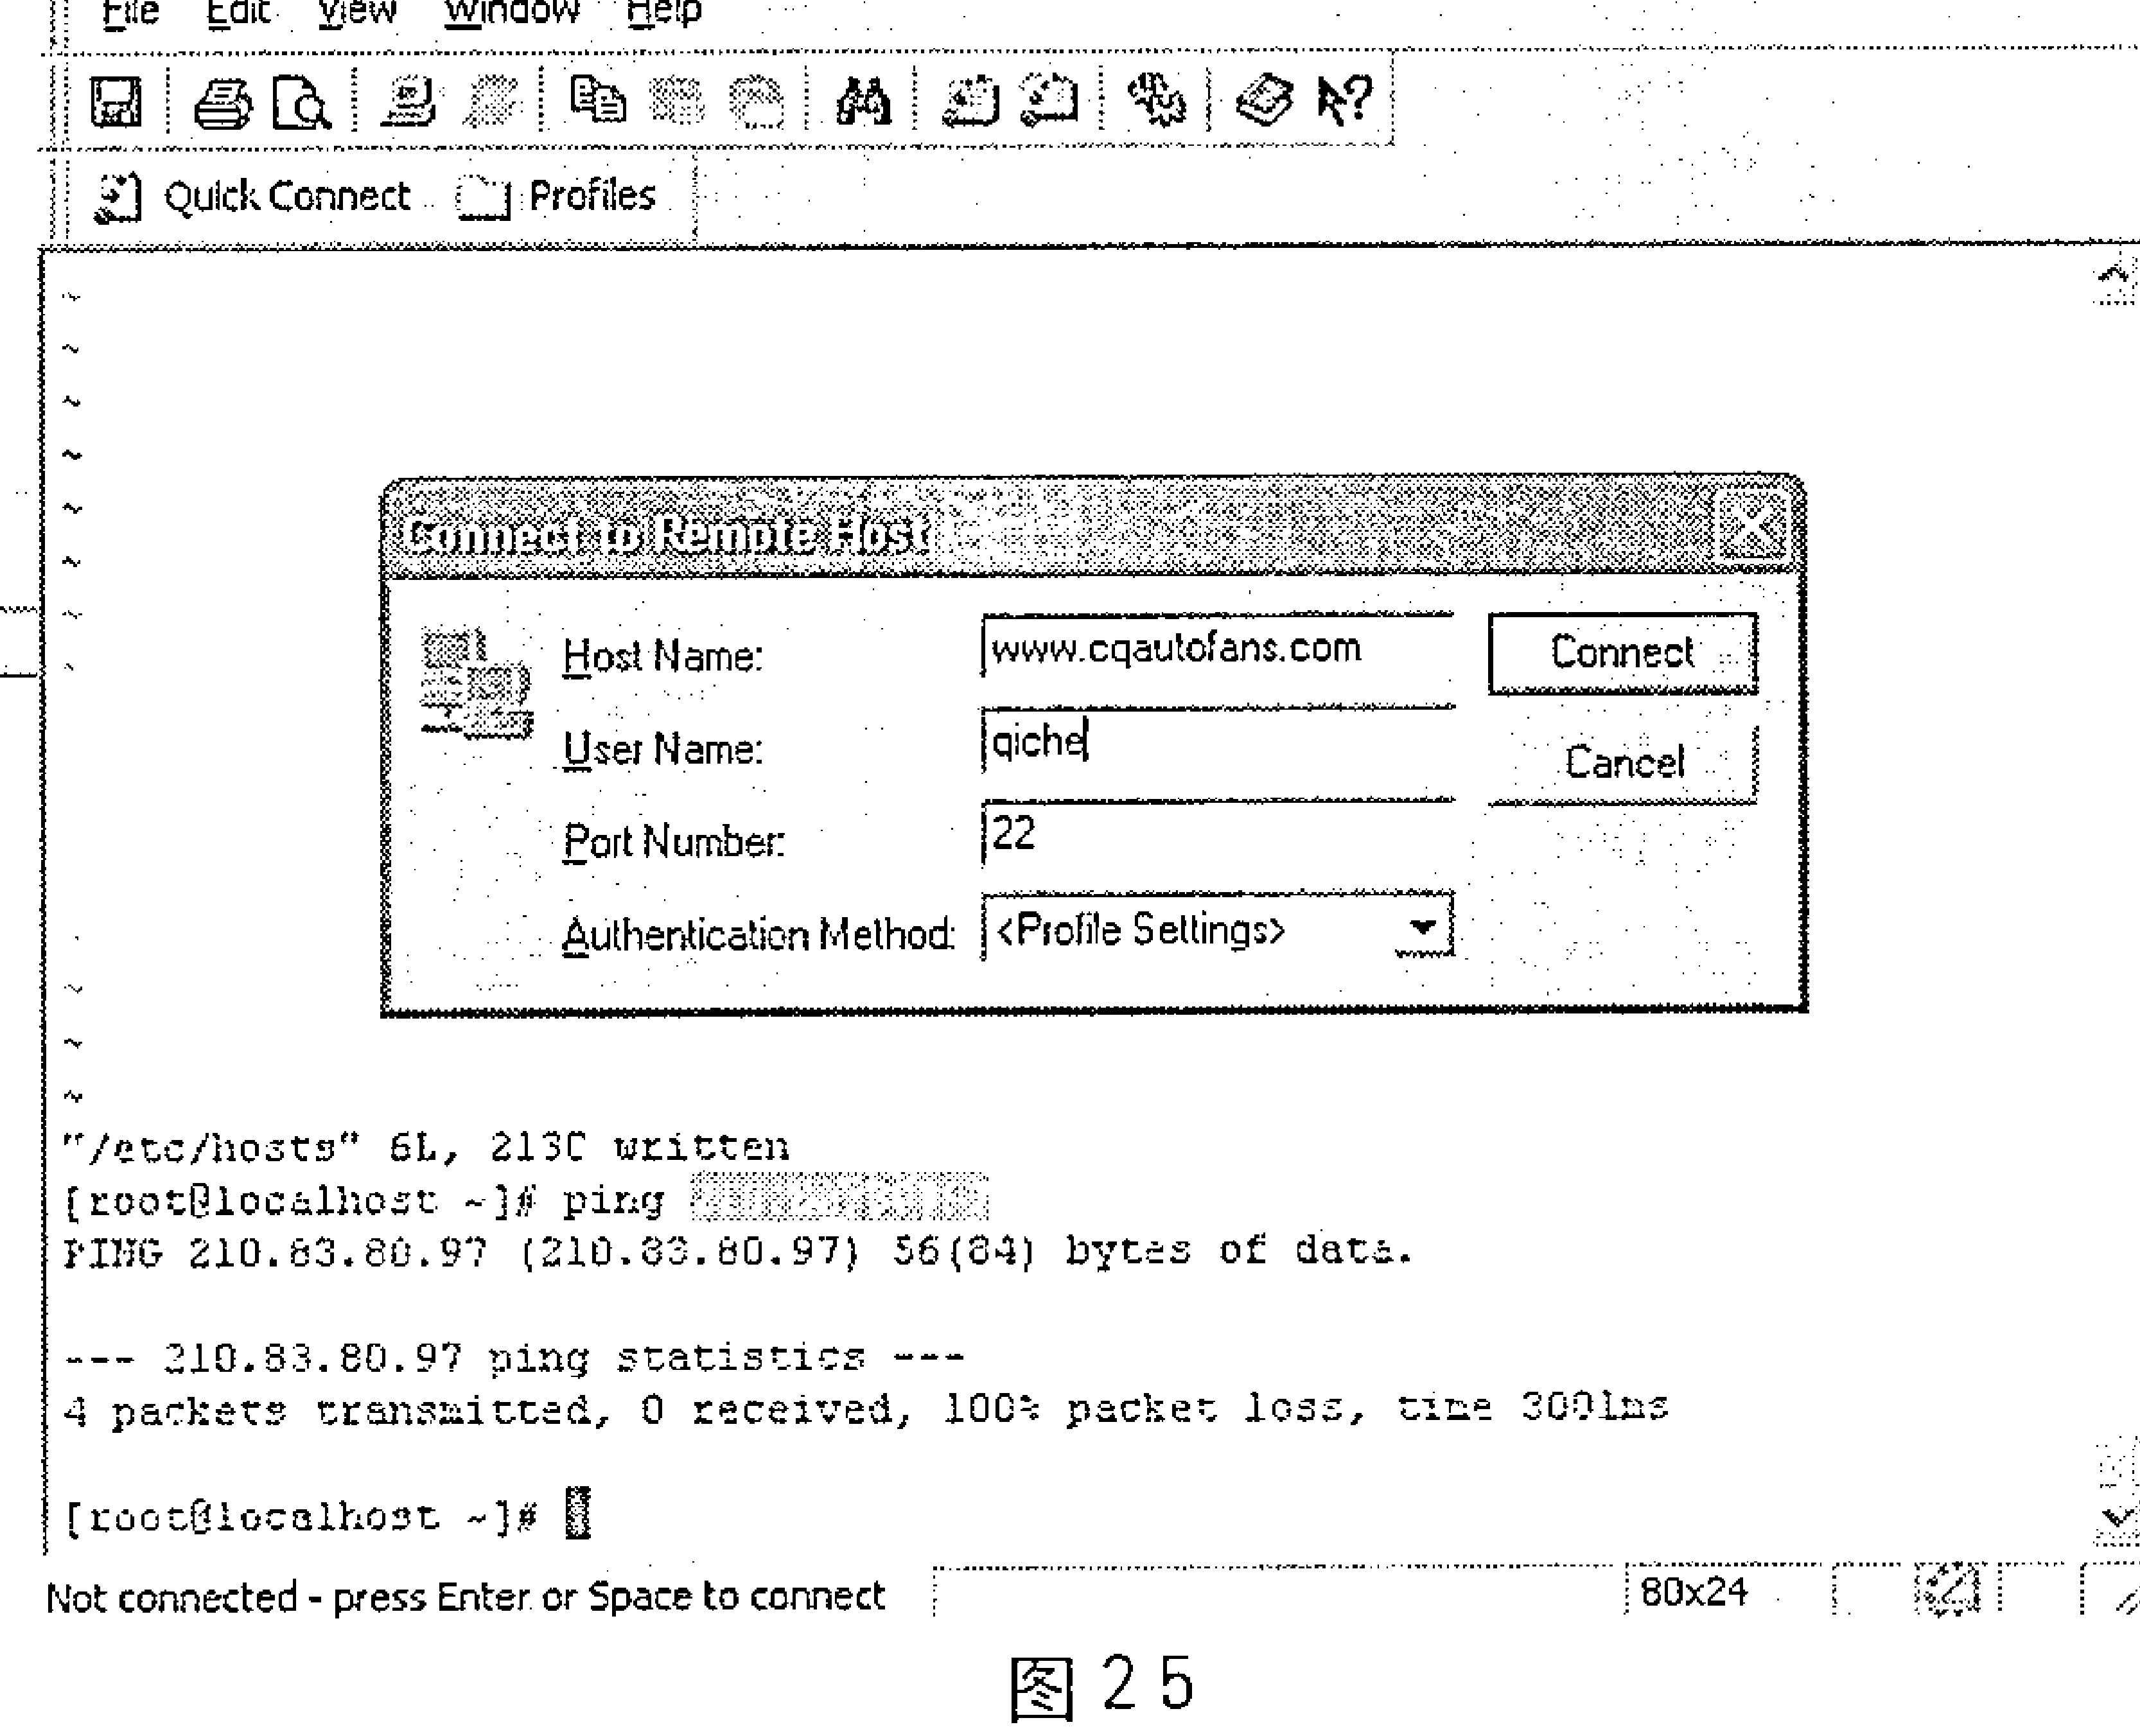 File Edit View Window Help
Quick Connect Profiles
~
~
~
~
~
~
~
Connect to Remote Host
Host Name: www.cqautofans.com Connect
User Name: qiche Cancel
Port Number: 22
Authentication Method: <Profile Settings>
~
~
~
"/etc/hosts" 6L, 213C written
[root@localhost ~]# ping
PING 210.83.80.97 (210.83.80.97) 56(84) bytes of data.
--- 210.83.80.97 ping statistics ---
4 packets transmitted, 0 received, 100% packet loss, time 3001ms
[root@localhost ~]#
Not connected - press Enter or Space to connect 80x24
图25